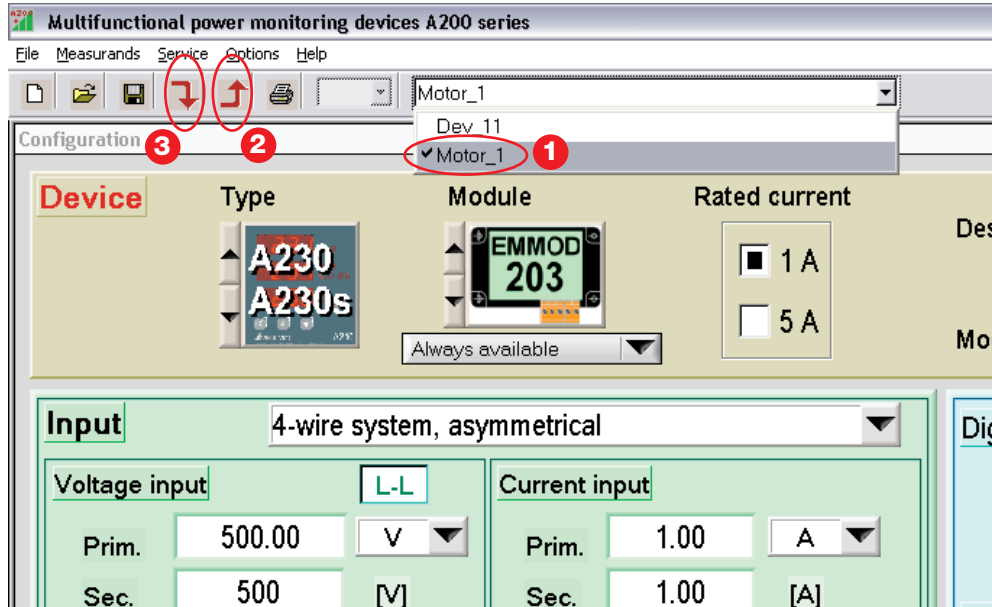 Multifunctional power monitoring devices A200 series
File Measurands Service Options Help
Motor_1
Dev_11
Motor_1
1
Configuration
3
2
Device
Type
Module
Rated current
A230
A230s
EMMOD
203
1 A
5 A
Always available
Des
Mo
Input
4-wire system, asymmetrical
Dig
Voltage input
L-L
Current input
Prim.
500.00
V
Prim.
1.00
A
Sec.
500
[V]
Sec.
1.00
[A]